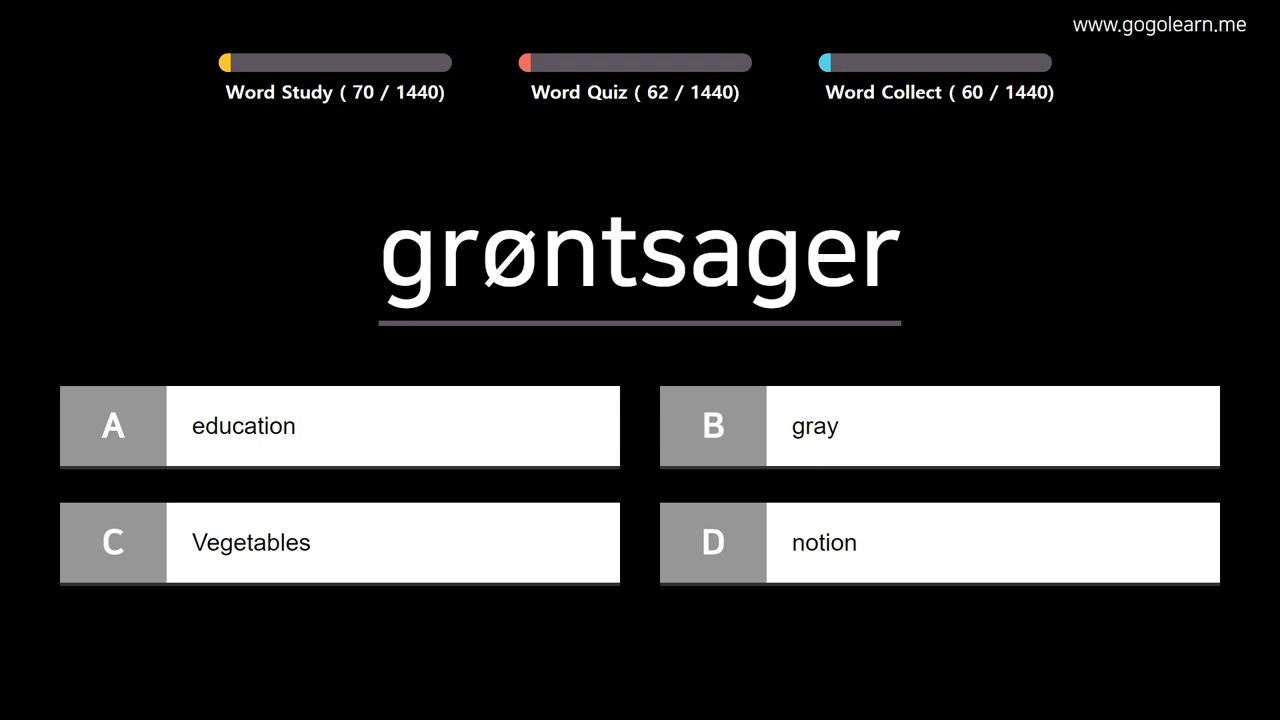 www.gogolearn.me
Word Study ( 70 / 1440)
Word Quiz ( 62 / 1440)
Word Collect ( 60 / 1440)
grøntsager
A education
B gray
C Vegetables
D notion